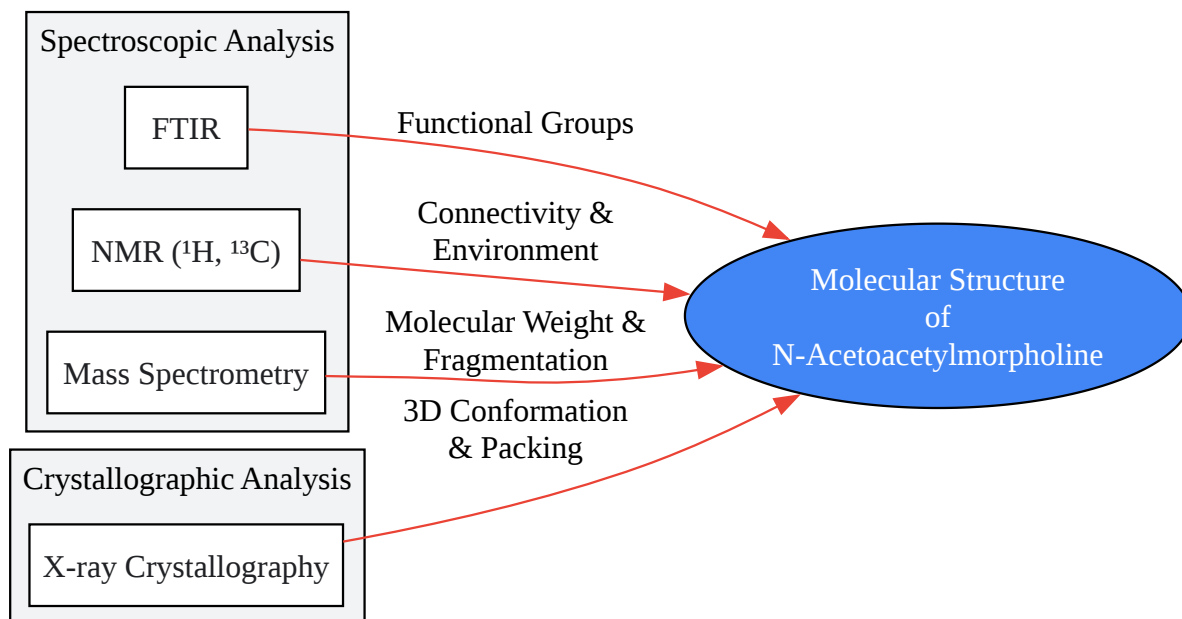 Spectroscopic Analysis
FTIR
Functional Groups
NMR (¹H, ¹³C)
Connectivity &
Environment
Mass Spectrometry
Molecular Weight &
Fragmentation
Crystallographic Analysis
X-ray Crystallography
3D Conformation
& Packing
Molecular Structure
of
N-Acetoacetylmorpholine